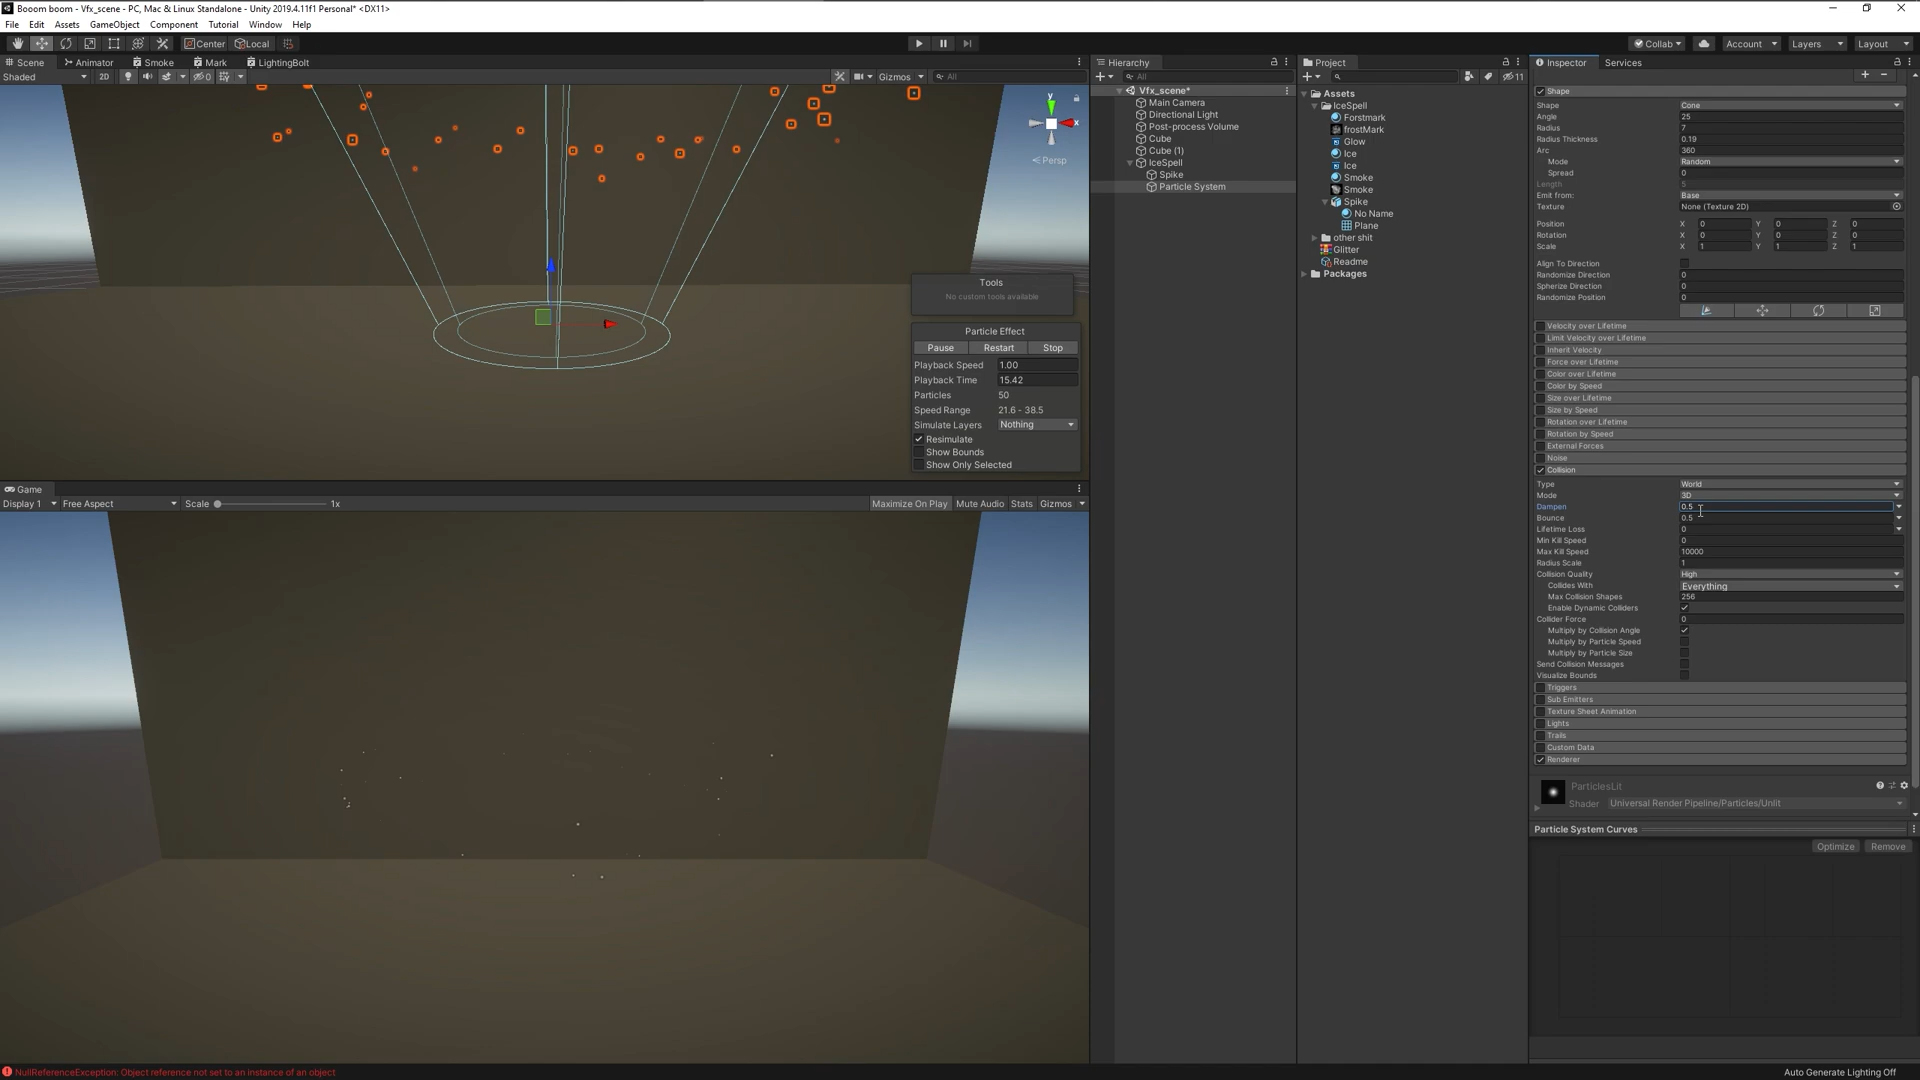 Booom boom - Vfx_scene - PC, Mac & Linux Standalone - Unity 2019.4.11f1 Personal* <DX11>
File Edit Assets GameObject Component Tutorial Window Help
Center Local
Collab Account Layers Layout
Scene Animator Smoke Mark LightingBolt
Shaded 2D 0 Gizmos All
y
x
Persp
Tools
No custom tools available
Particle Effect
Pause Restart Stop
Playback Speed 1.00
Playback Time 15.42
Particles 50
Speed Range 21.6 - 38.5
Simulate Layers Nothing
Resimulate
Show Bounds
Show Only Selected
Game
Display 1 Free Aspect Scale 1x Maximize On Play Mute Audio Stats Gizmos
NullReferenceException: Object reference not set to an instance of an object
Hierarchy
All
Vfx_scene*
Main Camera
Directional Light
Post-process Volume
Cube
Cube (1)
IceSpell
Spike
Particle System
Project
11
Assets
IceSpell
Forstmark
frostMark
Glow
Ice
Ice
Smoke
Smoke
Spike
No Name
Plane
other shit
Glitter
Readme
Packages
Inspector Services
Shape
Shape Cone
Angle 25
Radius 7
Radius Thickness 0.19
Arc 360
Mode Random
Spread 0
Length 5
Emit from: Base
Texture None (Texture 2D)
Position X 0 Y 0 Z 0
Rotation X 0 Y 0 Z 0
Scale X 1 Y 1 Z 1
Align To Direction
Randomize Direction 0
Spherize Direction 0
Randomize Position 0
Velocity over Lifetime
Limit Velocity over Lifetime
Inherit Velocity
Force over Lifetime
Color over Lifetime
Color by Speed
Size over Lifetime
Size by Speed
Rotation over Lifetime
Rotation by Speed
External Forces
Noise
Collision
Type World
Mode 3D
Dampen 0.5
Bounce 0.5
Lifetime Loss 0
Min Kill Speed 0
Max Kill Speed 10000
Radius Scale 1
Collision Quality High
Collides With Everything
Max Collision Shapes 256
Enable Dynamic Colliders
Collider Force 0
Multiply by Collision Angle
Multiply by Particle Speed
Multiply by Particle Size
Send Collision Messages
Visualize Bounds
Triggers
Sub Emitters
Texture Sheet Animation
Lights
Trails
Custom Data
Renderer
ParticlesLit
Shader Universal Render Pipeline/Particles/Unlit
Particle System Curves
Optimize Remove
Auto Generate Lighting Off